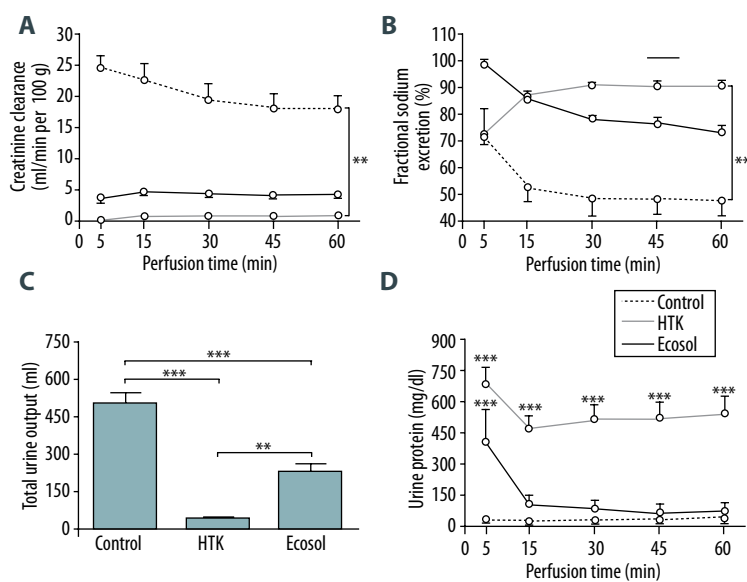 A
Creatinine clearance
(ml/min per 100 g)
30
25
20
15
10
5
0
**
0 5 15 30 45 60
Perfusion time (min)
B
Fractional sodium
excretion (%)
110
100
90
80
70
60
50
40
**
0 5 15 30 45 60
Perfusion time (min)
C
Total urine output (ml)
750
600
450
300
150
0
***
***
**
Control HTK Ecosol
D
Control
HTK
Ecosol
Urine protein (mg/dl)
900
750
600
450
300
150
0
***
***
***
***
***
***
0 5 15 30 45 60
Perfusion time (min)